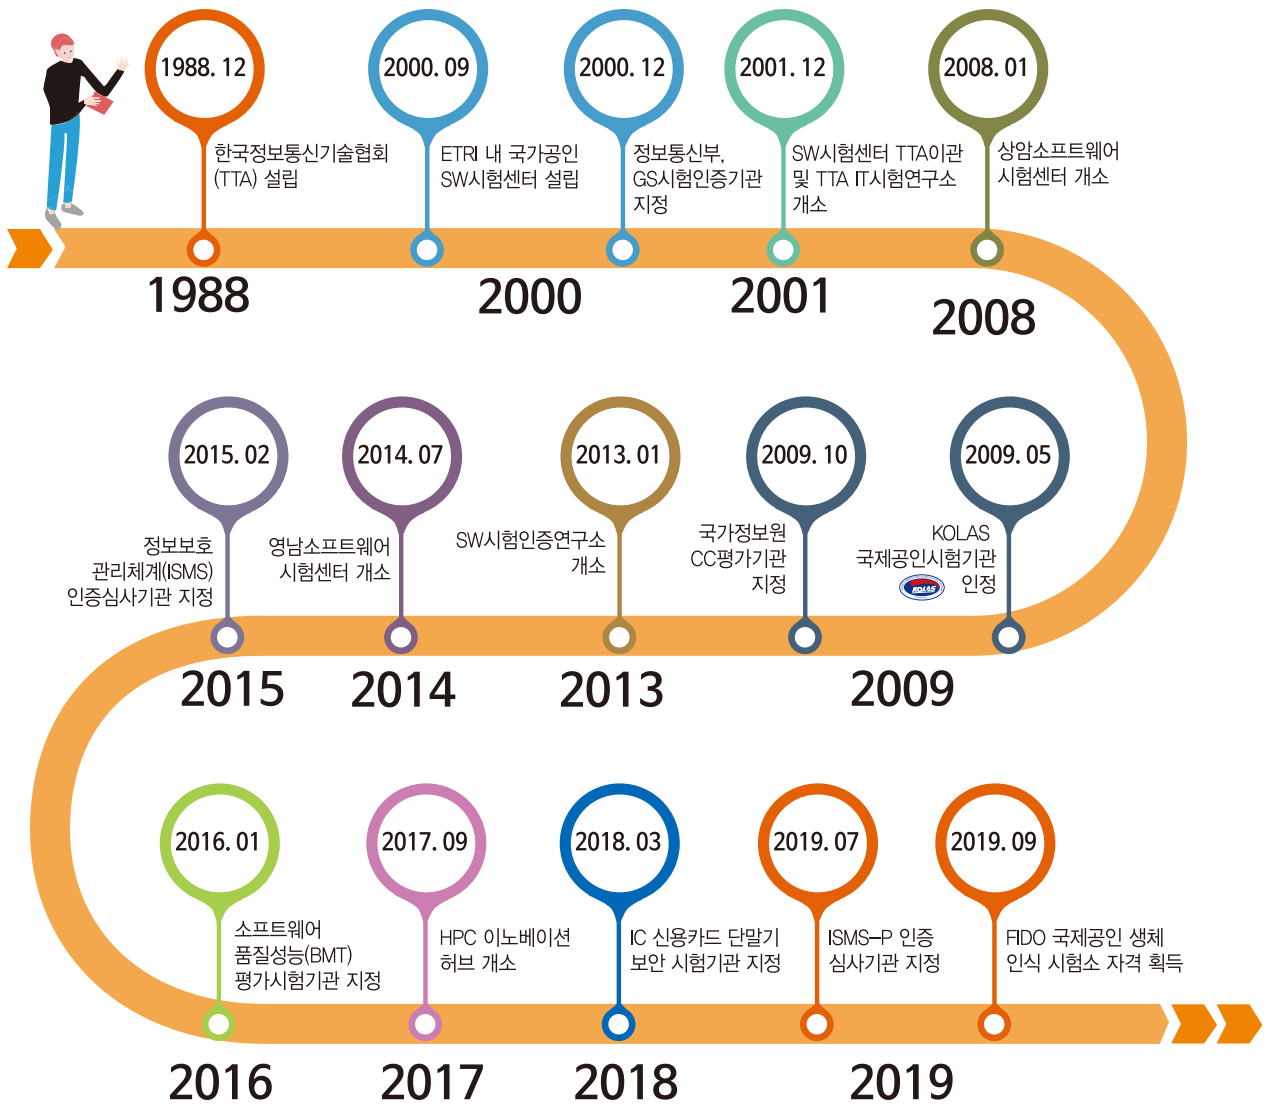 1988. 12
한국정보통신기술협회
(TTA) 설립
2000. 09
ETRI 내 국가공인
SW시험센터 설립
2000. 12
정보통신부,
GS시험인증기관
지정
2001. 12
SW시험센터 TTA이관
및 TTA IT시험연구소
개소
2008. 01
상암소프트웨어
시험센터 개소
1988
2000
2001
2008
2009. 05
KOLAS
국제공인시험기관
KOLAS
인정
2009. 10
국가정보원
CC평가기관
지정
2013. 01
SW시험인증연구소
개소
2014. 07
영남소프트웨어
시험센터 개소
2015. 02
정보보호
관리체계(ISMS)
인증심사기관 지정
2009
2013
2014
2015
2016. 01
소프트웨어
품질성능(BMT)
평가시험기관 지정
2017. 09
HPC 이노베이션
허브 개소
2018. 03
IC 신용카드 단말기
보안 시험기관 지정
2019. 07
ISMS-P 인증
심사기관 지정
2019. 09
FIDO 국제공인 생체
인식 시험소 자격 획득
2016
2017
2018
2019